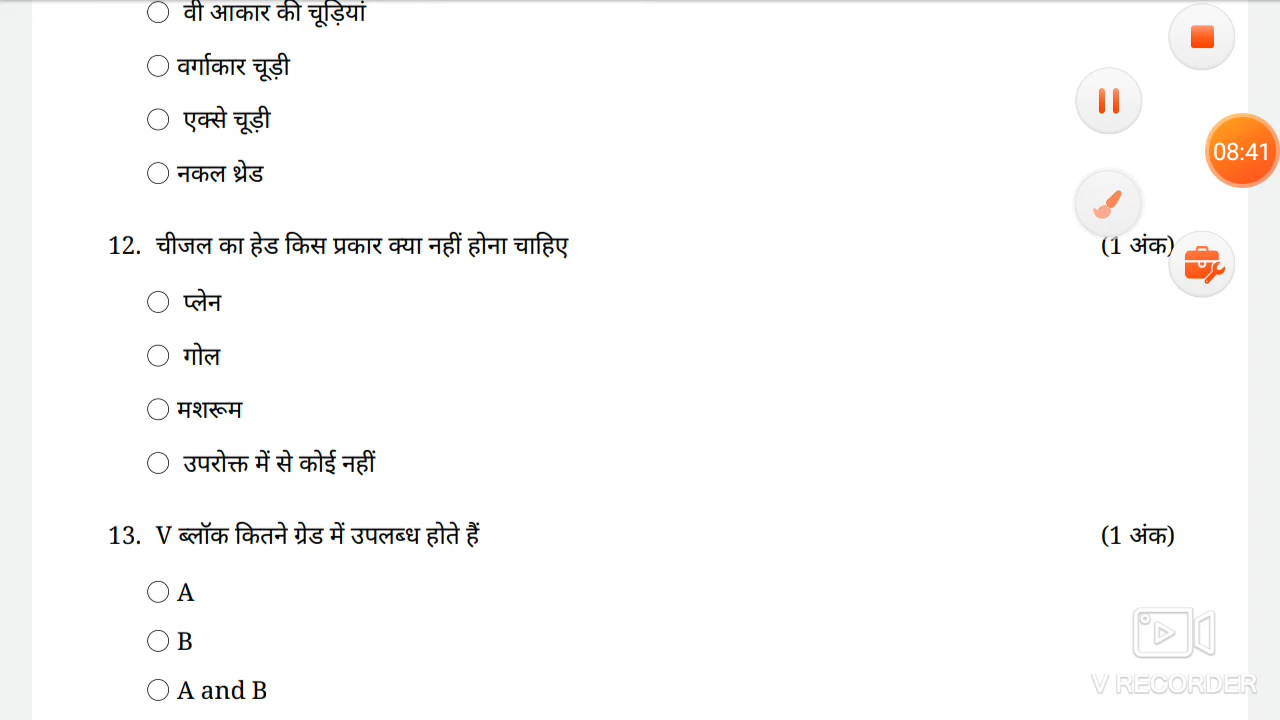 वी आकार की चूड़ियां
वर्गाकार चूड़ी
एक्से चूड़ी
नकल थ्रेड
12. चीजल का हेड किस प्रकार क्या नहीं होना चाहिए (1 अंक)
प्लेन
गोल
मशरूम
उपरोक्त में से कोई नहीं
13. V ब्लॉक कितने ग्रेड में उपलब्ध होते हैं (1 अंक)
A
B
A and B
08:41
V RECORDER